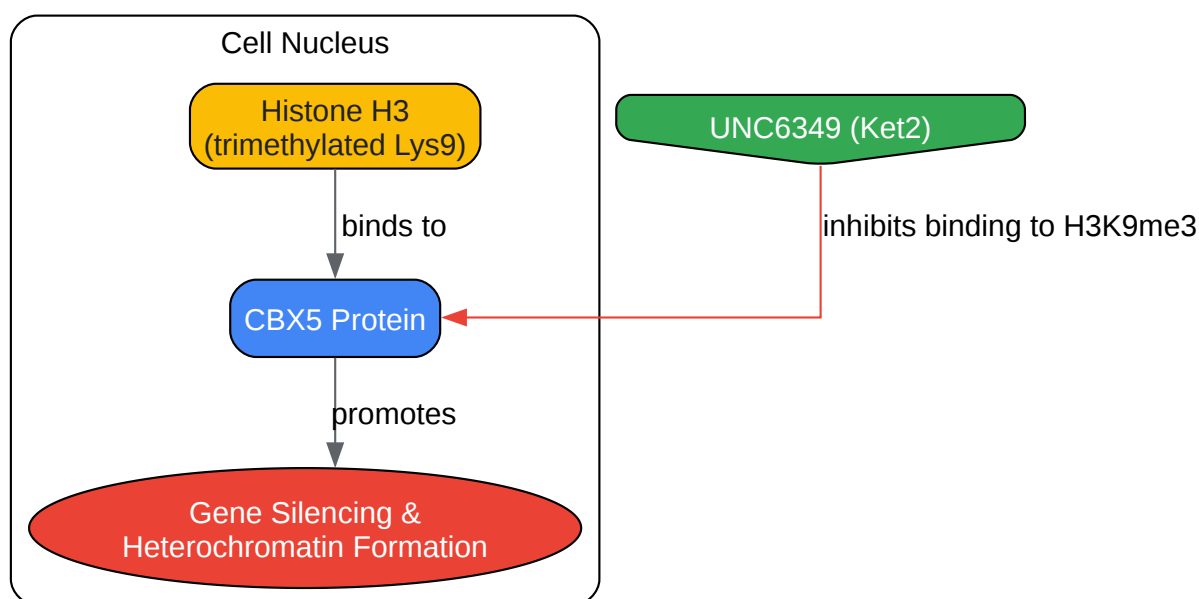 Cell Nucleus
Histone H3
(trimethylated Lys9)
UNC6349 (Ket2)
binds to
inhibits binding to H3K9me3
CBX5 Protein
promotes
Gene Silencing &
Heterochromatin Formation